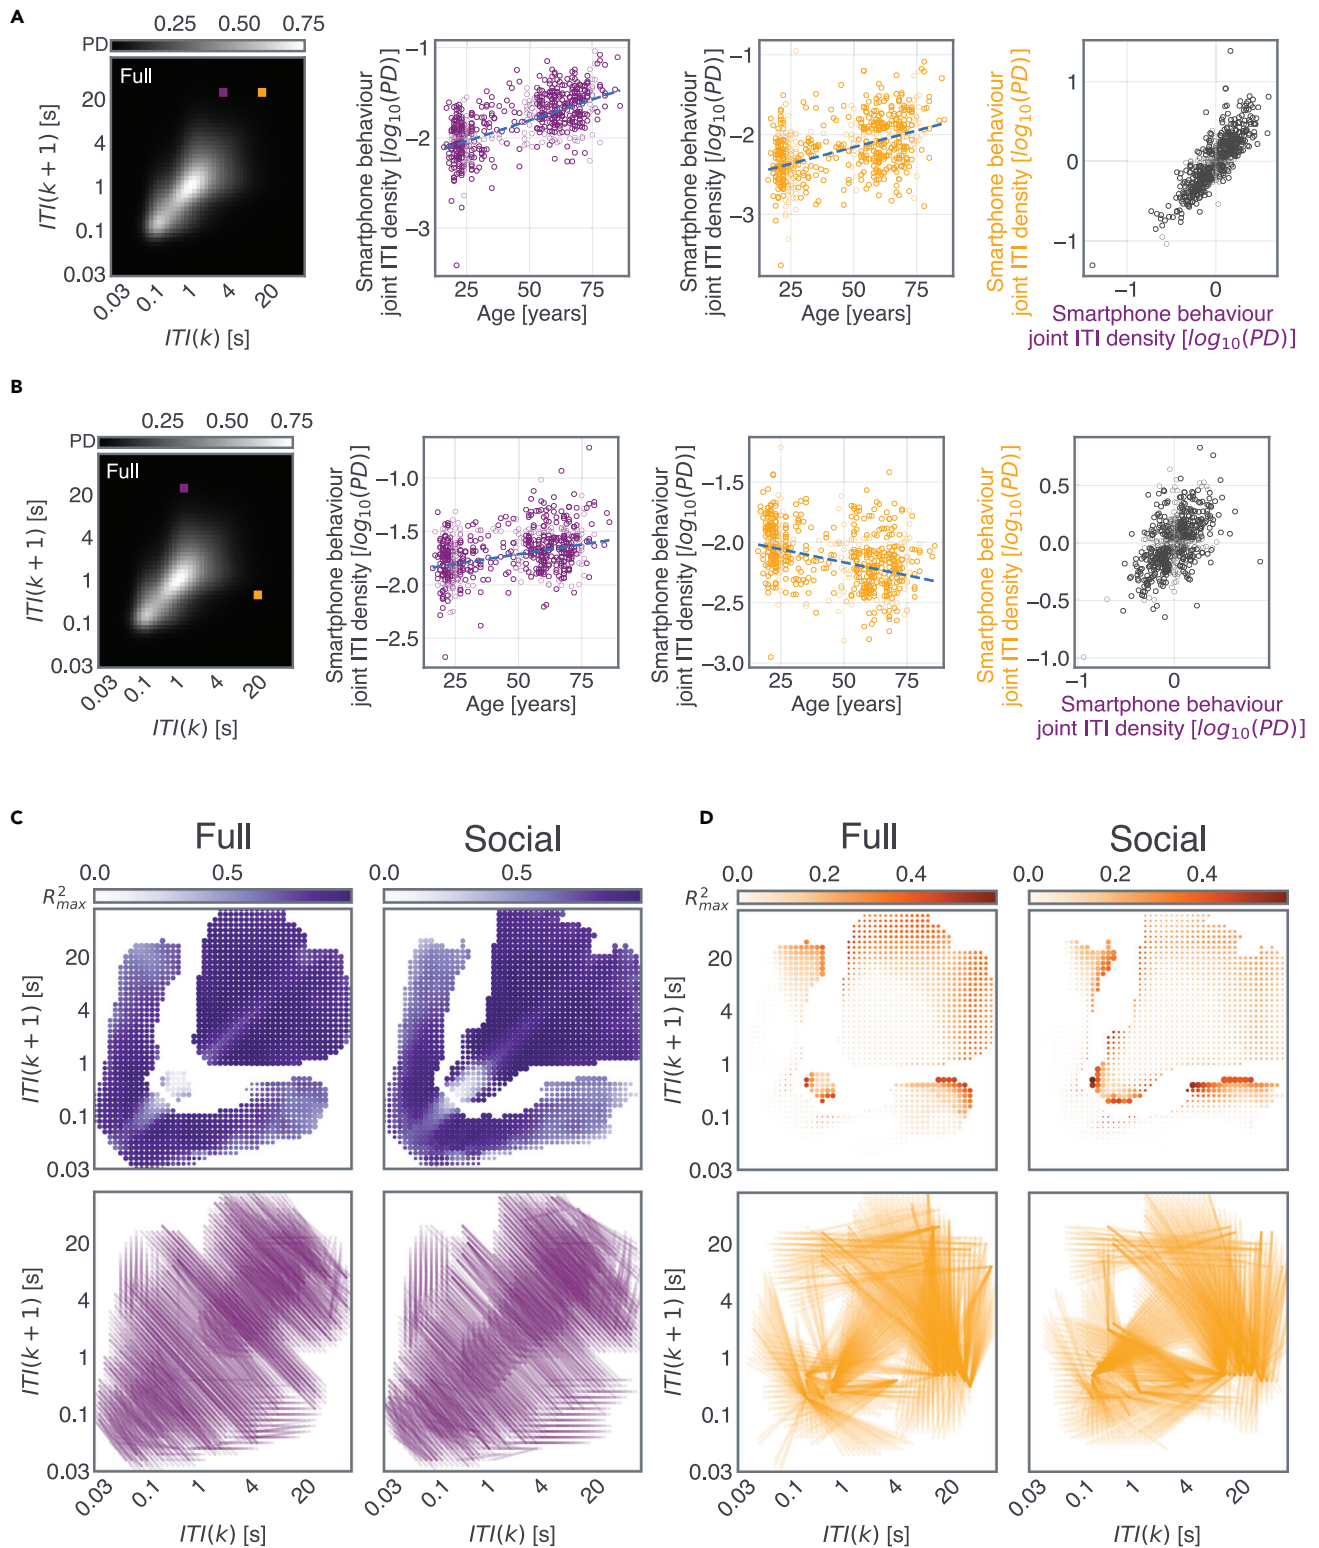 A
0.25 0.50 0.75
PD
Full
20
4
1
0.1
0.03
ITI(k + 1) [s]
0.03 0.1 1 4 20
ITI(k) [s]
Smartphone behaviour
joint ITI density [log10(PD)]
−1
−2
−3
25 50 75
Age [years]
Smartphone behaviour
joint ITI density [log10(PD)]
−1
−2
−3
25 50 75
Age [years]
Smartphone behaviour
joint ITI density [log10(PD)]
1
0
−1
−1 0
Smartphone behaviour
joint ITI density [log10(PD)]
B
0.25 0.50 0.75
PD
Full
20
4
1
0.1
0.03
ITI(k + 1) [s]
0.03 0.1 1 4 20
ITI(k) [s]
Smartphone behaviour
joint ITI density [log10(PD)]
−1.0
−1.5
−2.0
−2.5
25 50 75
Age [years]
Smartphone behaviour
joint ITI density [log10(PD)]
−1.5
−2.0
−2.5
−3.0
25 50 75
Age [years]
Smartphone behaviour
joint ITI density [log10(PD)]
0.5
0.0
−0.5
−1.0
−1 0
Smartphone behaviour
joint ITI density [log10(PD)]
C
Full Social
0.0 0.5 0.0 0.5
R²max
20
4
1
0.1
0.03
ITI(k + 1) [s]
20
4
1
0.1
0.03
ITI(k + 1) [s]
0.03 0.1 1 4 20 0.03 0.1 1 4 20
ITI(k) [s] ITI(k) [s]
D
Full Social
0.0 0.2 0.4 0.0 0.2 0.4
R²max
20
4
1
0.1
0.03
ITI(k + 1) [s]
20
4
1
0.1
0.03
ITI(k + 1) [s]
0.03 0.1 1 4 20 0.03 0.1 1 4 20
ITI(k) [s] ITI(k) [s]